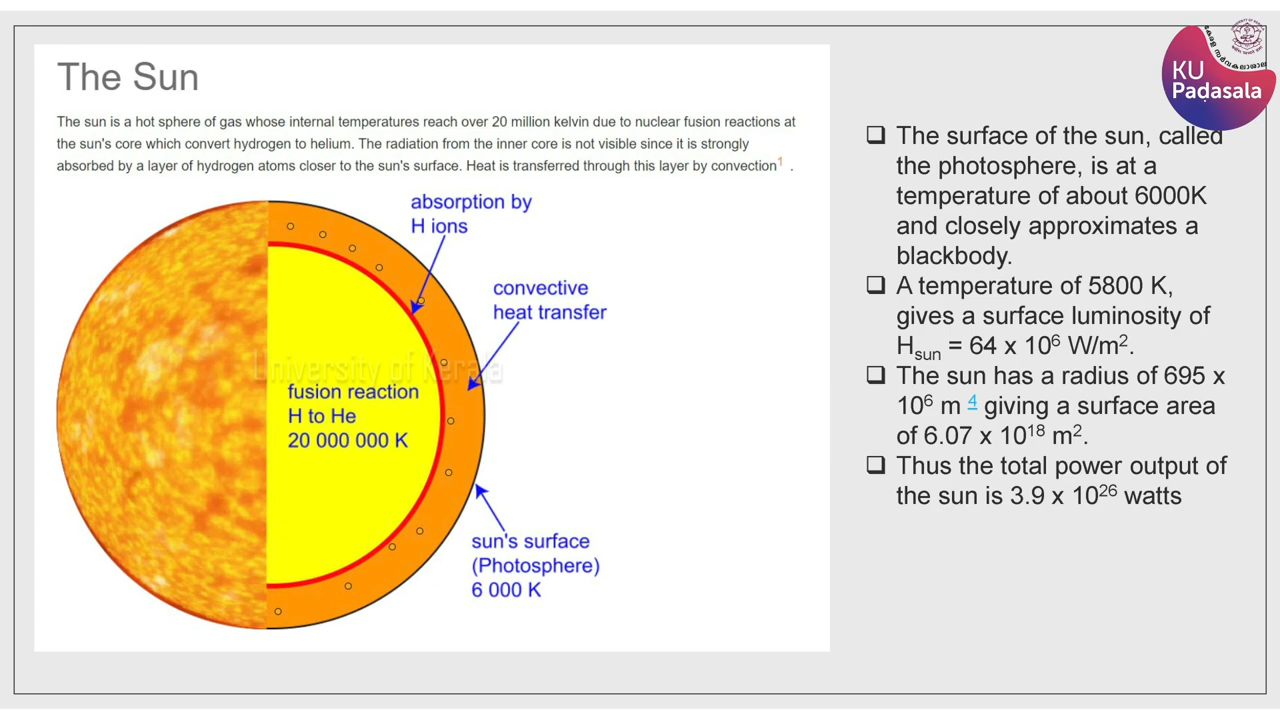 The Sun
The sun is a hot sphere of gas whose internal temperatures reach over 20 million kelvin due to nuclear fusion reactions at
the sun's core which convert hydrogen to helium. The radiation from the inner core is not visible since it is strongly
absorbed by a layer of hydrogen atoms closer to the sun's surface. Heat is transferred through this layer by convection¹ .
absorption by
H ions
convective
heat transfer
University of Kerala
fusion reaction
H to He
20 000 000 K
sun's surface
(Photosphere)
6 000 K
KU
Paḍasala
❑ The surface of the sun, called
the photosphere, is at a
temperature of about 6000K
and closely approximates a
blackbody.
❑ A temperature of 5800 K,
gives a surface luminosity of
Hsun = 64 x 10⁶ W/m².
❑ The sun has a radius of 695 x
10⁶ m 4 giving a surface area
of 6.07 x 10¹⁸ m².
❑ Thus the total power output of
the sun is 3.9 x 10²⁶ watts